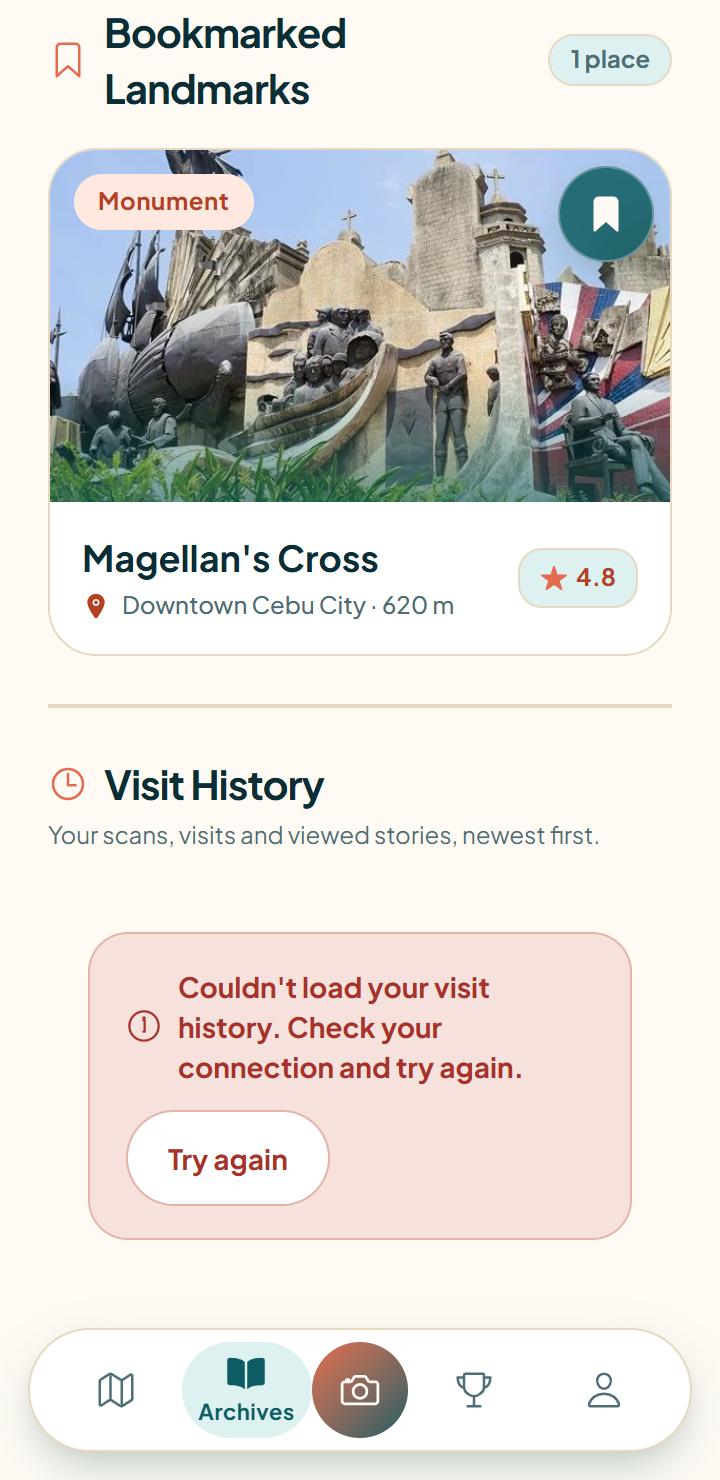 Bookmarked
Landmarks
1 place
Monument
Magellan's Cross
Downtown Cebu City · 620 m
4.8
Visit History
Your scans, visits and viewed stories, newest first.
Couldn't load your visit
history. Check your
connection and try again.
Try again
Archives